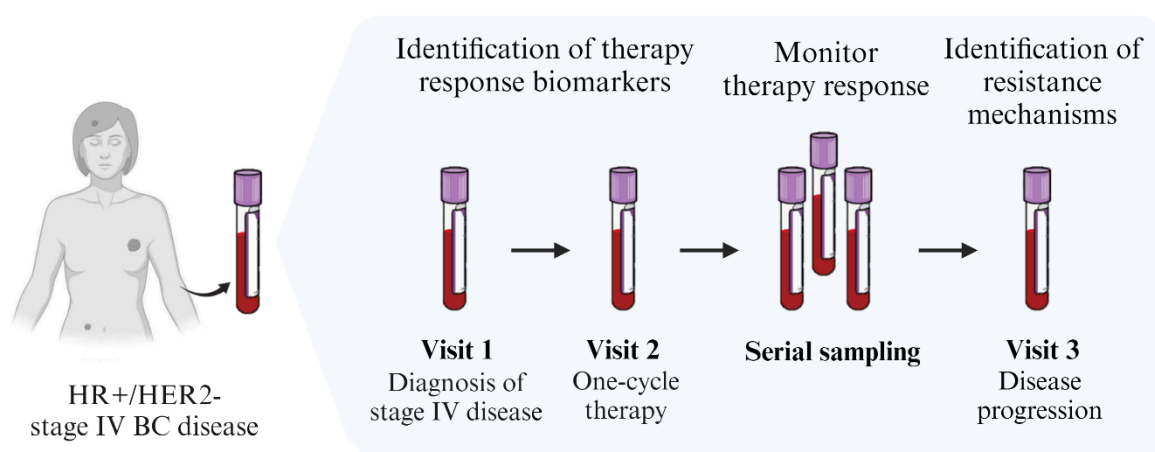 Identification of therapy
response biomarkers
Monitor
therapy response
Identification of
resistance
mechanisms
Visit 1
Diagnosis of
stage IV disease
Visit 2
One-cycle
therapy
Serial sampling
Visit 3
Disease
progression
HR+/HER2-
stage IV BC disease